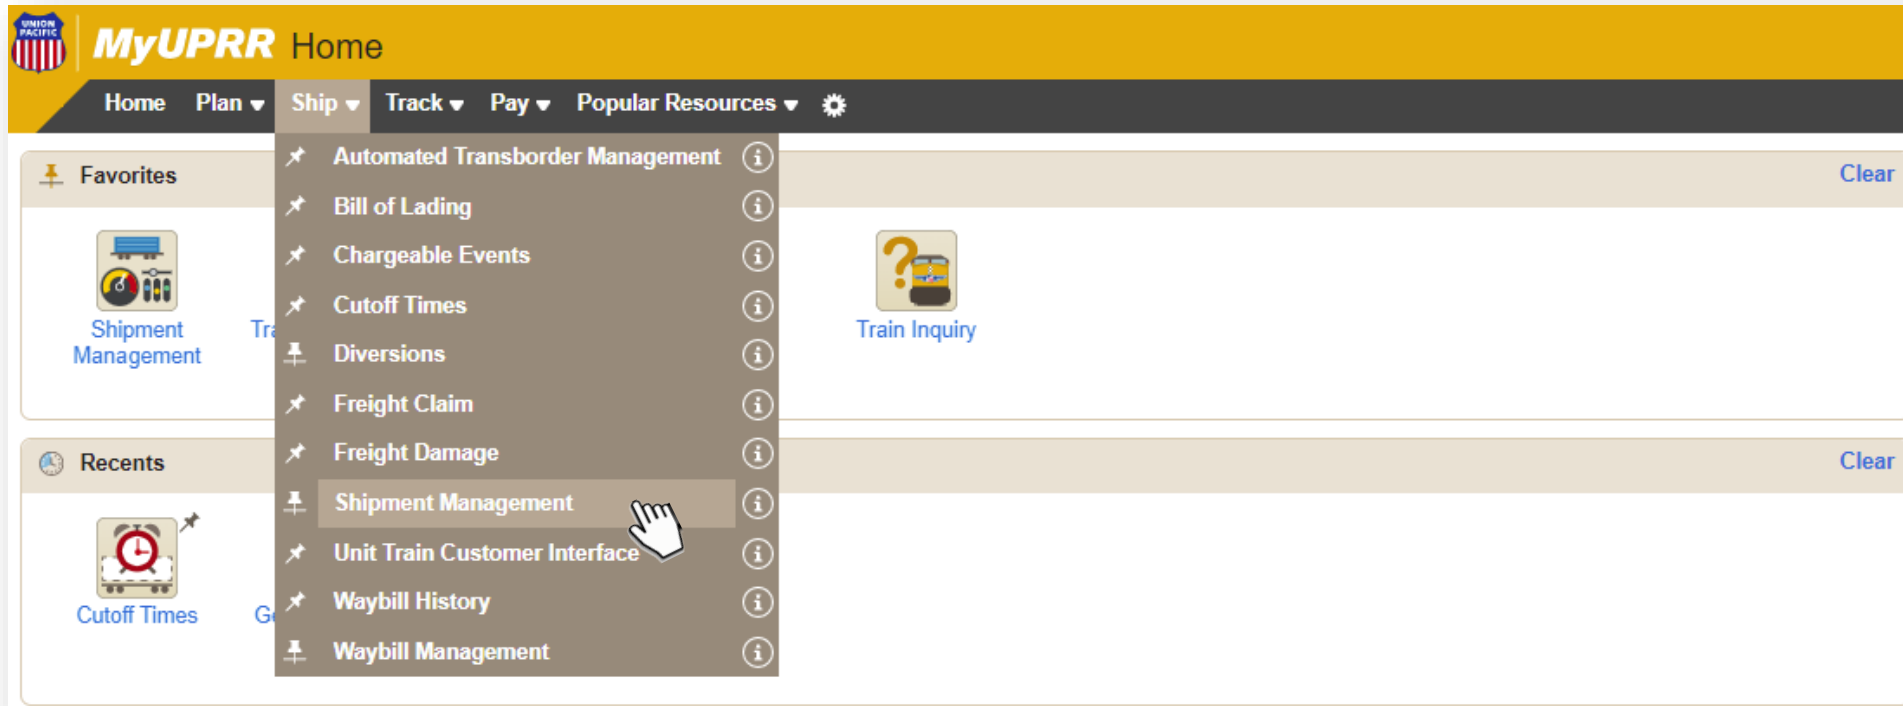 UNION
PACIFIC
MyUPRR Home
Home Plan Ship Track Pay Popular Resources
Automated Transborder Management
Bill of Lading
Chargeable Events
Cutoff Times
Diversions
Freight Claim
Freight Damage
Shipment Management
Unit Train Customer Interface
Waybill History
Waybill Management
Favorites
Clear
Shipment
Management
Train Inquiry
Recents
Clear
Cutoff Times